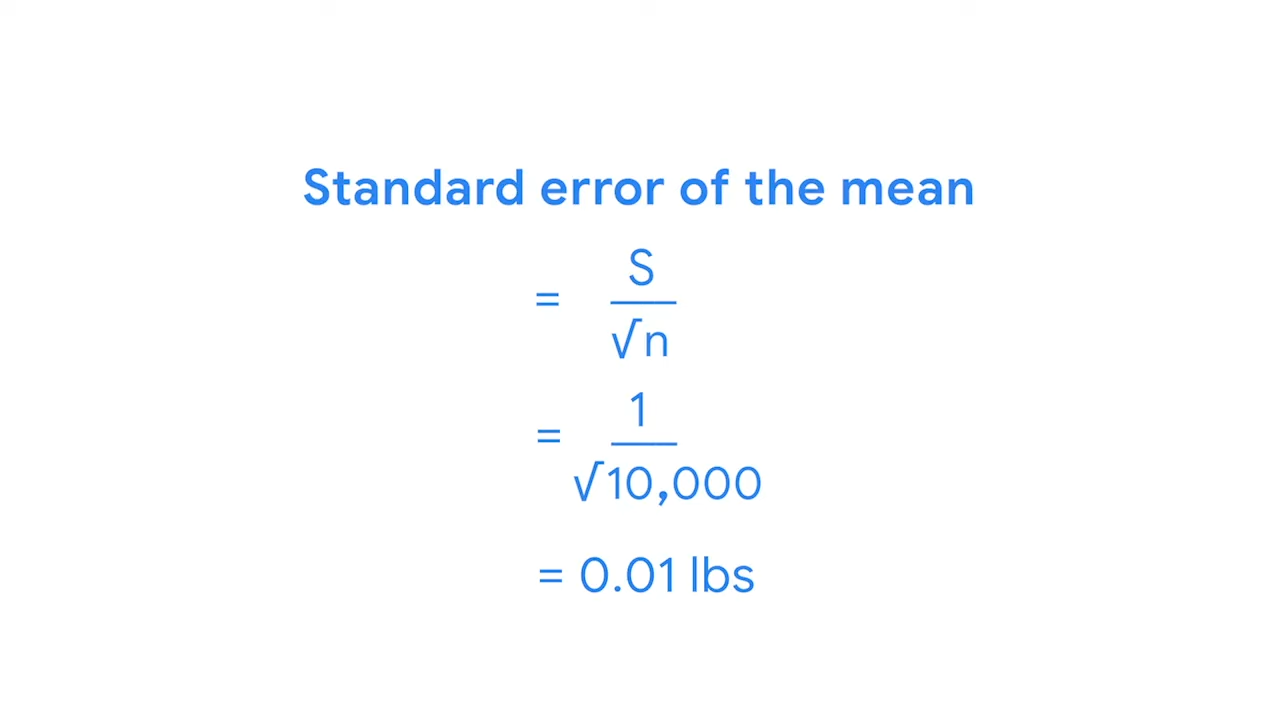 Standard error of the mean
= S
√n
= 1
√10,000
= 0.01 lbs